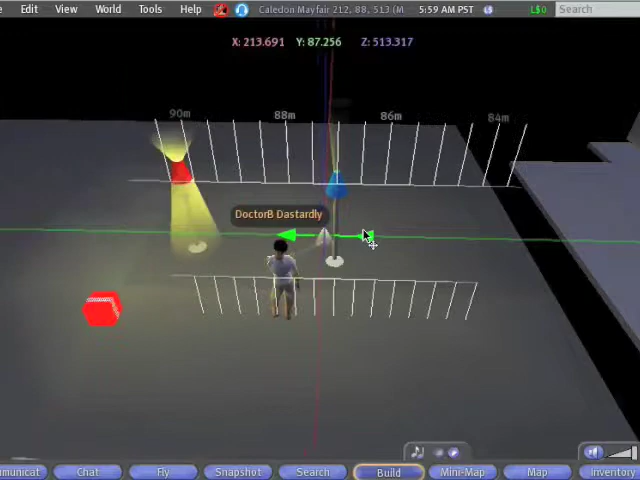 Edit View World Tools Help Caledon Mayfair 212, 88, 513 (M 5:59 AM PST L$0 Search
X: 213.691 Y: 87.256 Z: 513.317
90m 88m 86m 84m
DoctorB Dastardly
mmunicat Chat Fly Snapshot Search Build Mini-Map Map Inventory